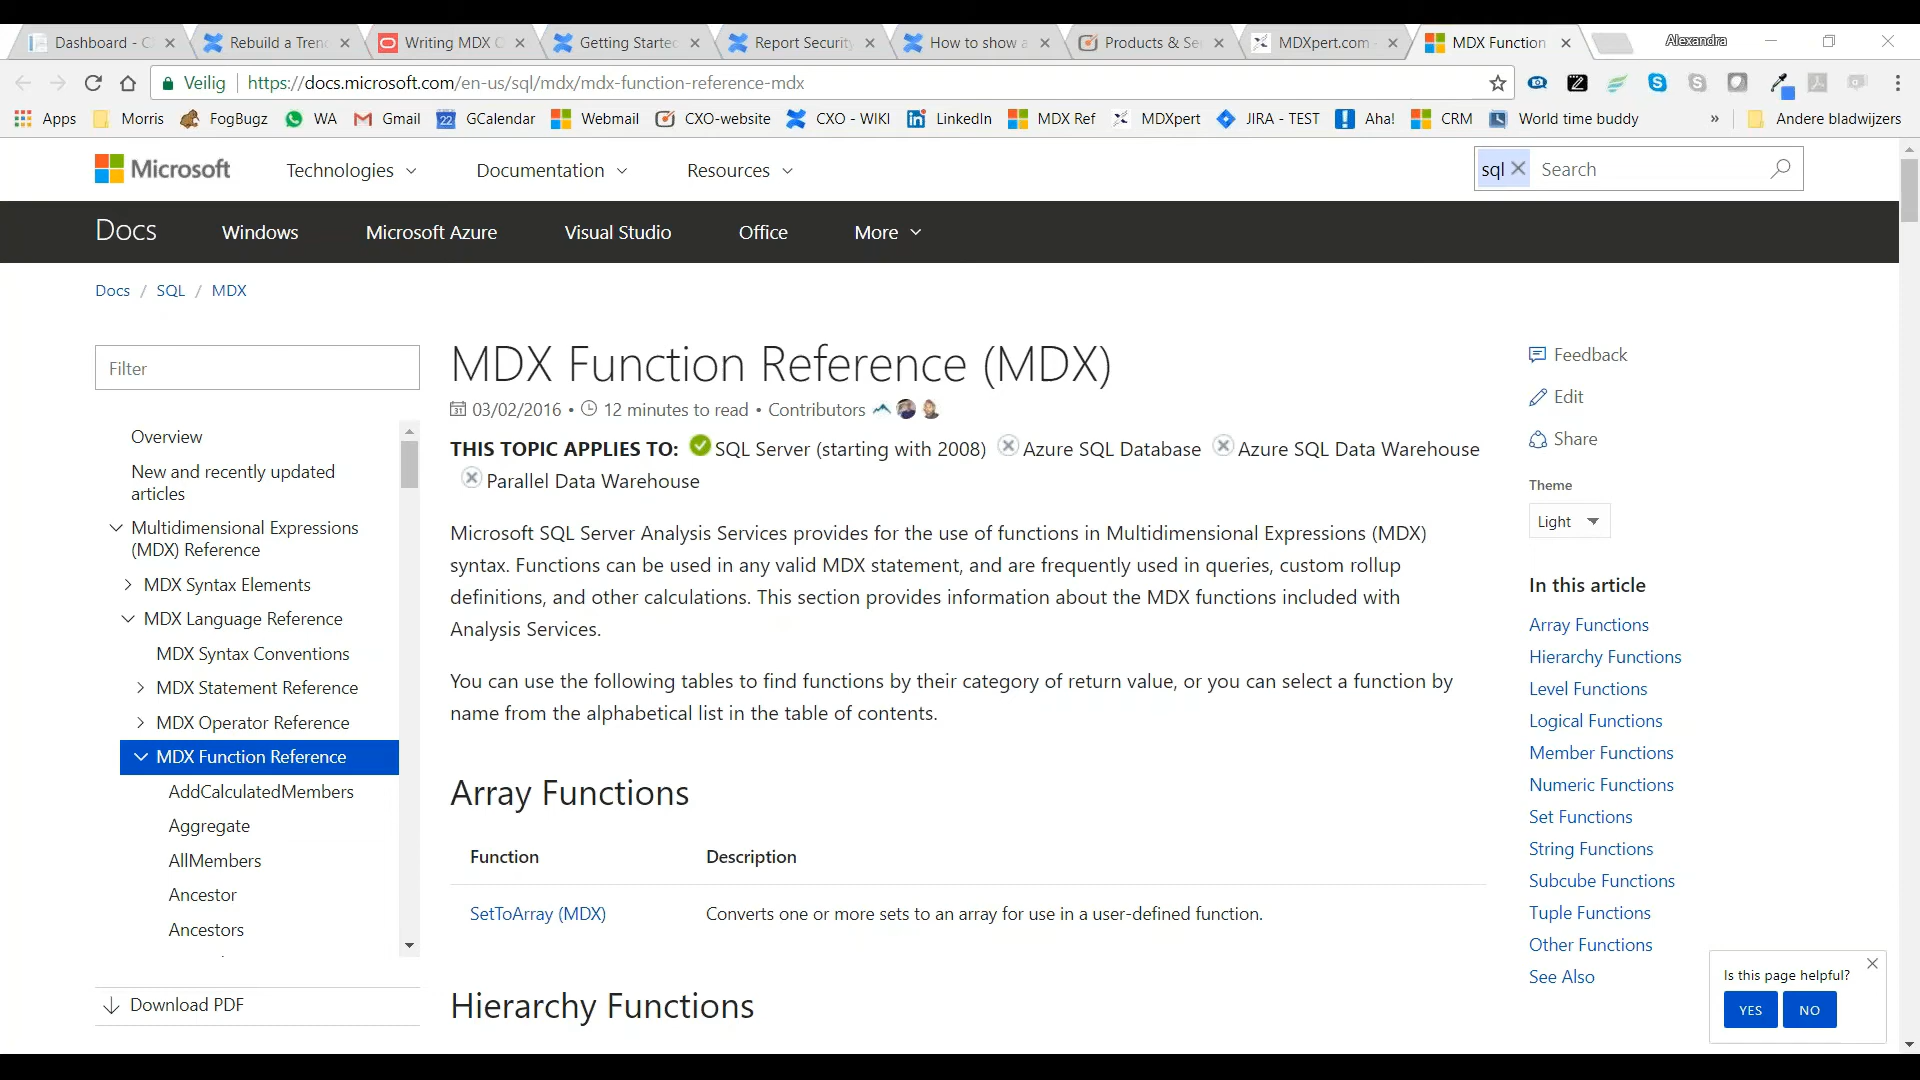 Dashboard - C
Rebuild a Tren
Writing MDX C
Getting Started
Report Security
How to show a
Products & Se
MDXpert.com -
MDX Function
Alexandra
Veilig
https://docs.microsoft.com/en-us/sql/mdx/mdx-function-reference-mdx
Apps
Morris
FogBugz
WA
Gmail
22
GCalendar
Webmail
CXO-website
CXO - WIKI
LinkedIn
MDX Ref
MDXpert
JIRA - TEST
Aha!
CRM
World time buddy
»
Andere bladwijzers
Microsoft
Technologies
Documentation
Resources
sql
Search
Docs
Windows
Microsoft Azure
Visual Studio
Office
More
Docs / SQL / MDX
Filter
Overview
New and recently updated
articles
Multidimensional Expressions
(MDX) Reference
MDX Syntax Elements
MDX Language Reference
MDX Syntax Conventions
MDX Statement Reference
MDX Operator Reference
MDX Function Reference
AddCalculatedMembers
Aggregate
AllMembers
Ancestor
Ancestors
Download PDF
MDX Function Reference (MDX)
03/02/2016 • 12 minutes to read • Contributors
THIS TOPIC APPLIES TO: SQL Server (starting with 2008) Azure SQL Database Azure SQL Data Warehouse
Parallel Data Warehouse
Microsoft SQL Server Analysis Services provides for the use of functions in Multidimensional Expressions (MDX)
syntax. Functions can be used in any valid MDX statement, and are frequently used in queries, custom rollup
definitions, and other calculations. This section provides information about the MDX functions included with
Analysis Services.
You can use the following tables to find functions by their category of return value, or you can select a function by
name from the alphabetical list in the table of contents.
Array Functions
Function Description
SetToArray (MDX) Converts one or more sets to an array for use in a user-defined function.
Hierarchy Functions
Feedback
Edit
Share
Theme
Light
In this article
Array Functions
Hierarchy Functions
Level Functions
Logical Functions
Member Functions
Numeric Functions
Set Functions
String Functions
Subcube Functions
Tuple Functions
Other Functions
See Also
Is this page helpful?
YES
NO